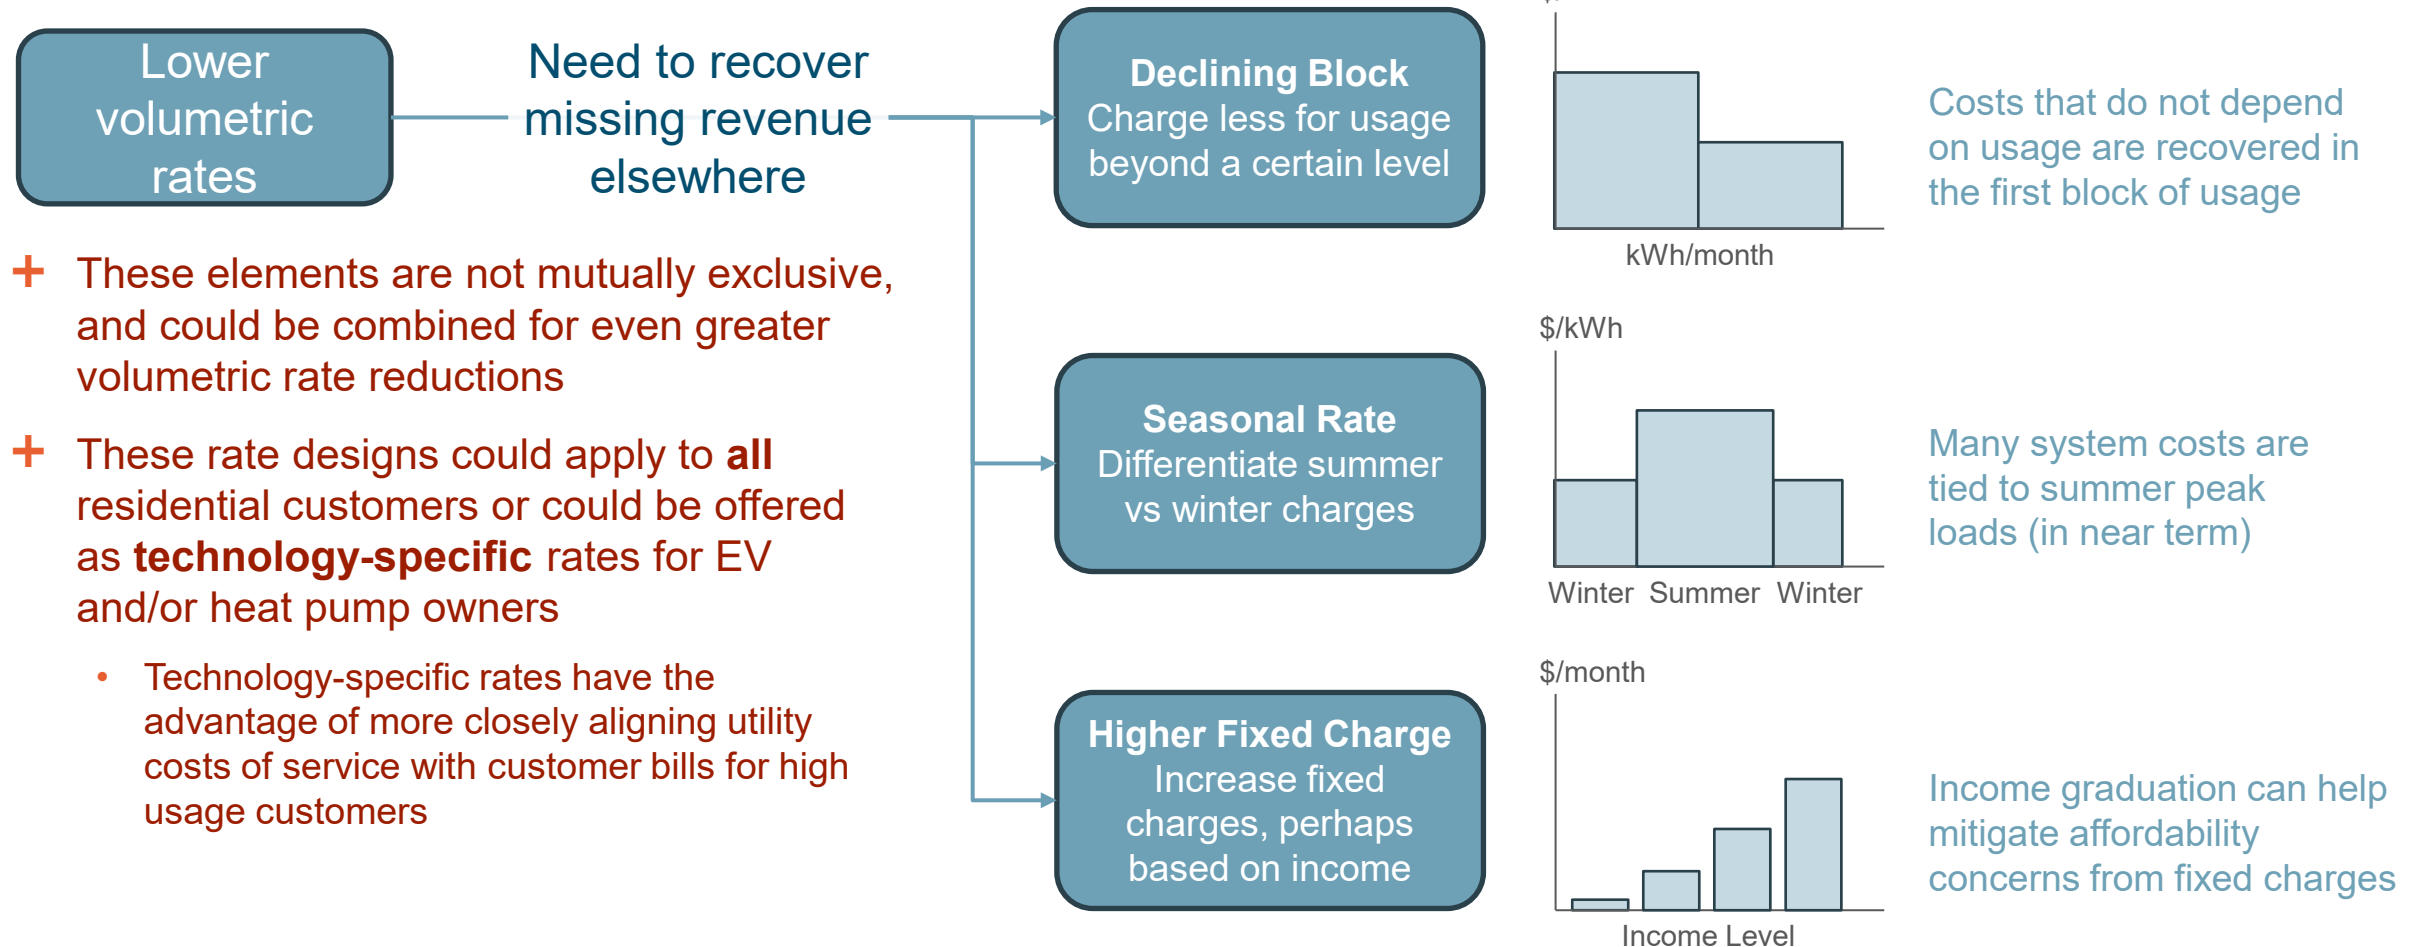 Lower
volumetric
rates
Need to recover
missing revenue
elsewhere
+ These elements are not mutually exclusive,
and could be combined for even greater
volumetric rate reductions
+ These rate designs could apply to all
residential customers or could be offered
as technology-specific rates for EV
and/or heat pump owners
• Technology-specific rates have the
advantage of more closely aligning utility
costs of service with customer bills for high
usage customers
Declining Block
Charge less for usage
beyond a certain level
kWh/month
Costs that do not depend
on usage are recovered in
the first block of usage
Seasonal Rate
Differentiate summer
vs winter charges
$/kWh
Winter Summer Winter
Many system costs are
tied to summer peak
loads (in near term)
Higher Fixed Charge
Increase fixed
charges, perhaps
based on income
$/month
Income Level
Income graduation can help
mitigate affordability
concerns from fixed charges